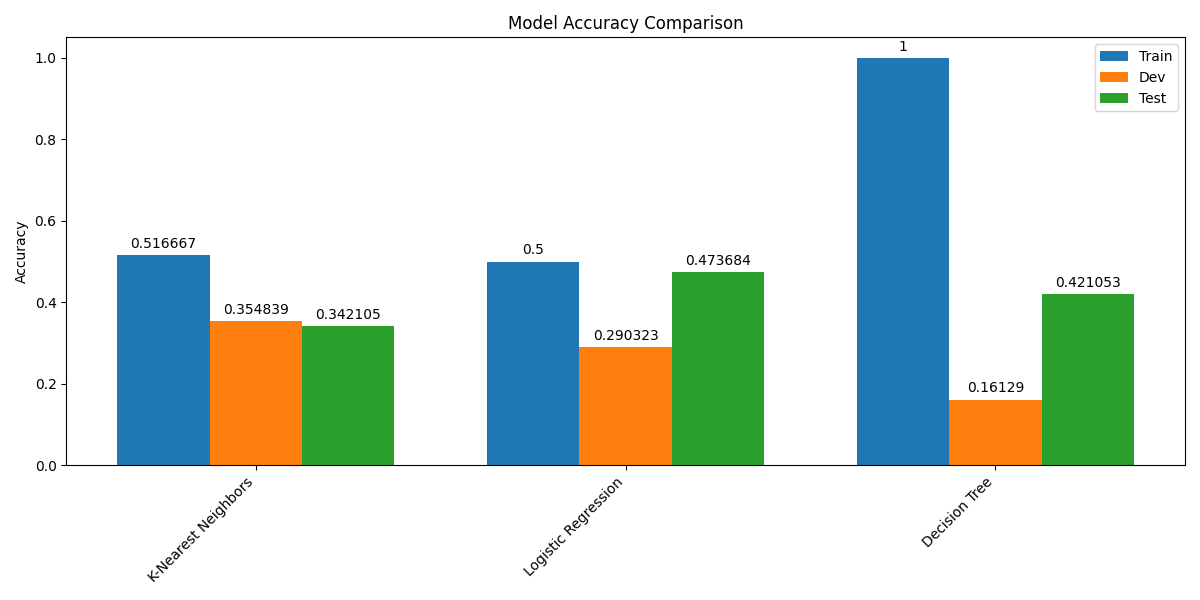 Model Accuracy Comparison
Train
Dev
Test
Accuracy
1.0
0.8
0.6
0.4
0.2
0.0
0.516667
0.354839
0.342105
0.5
0.290323
0.473684
1
0.16129
0.421053
K-Nearest Neighbors
Logistic Regression
Decision Tree